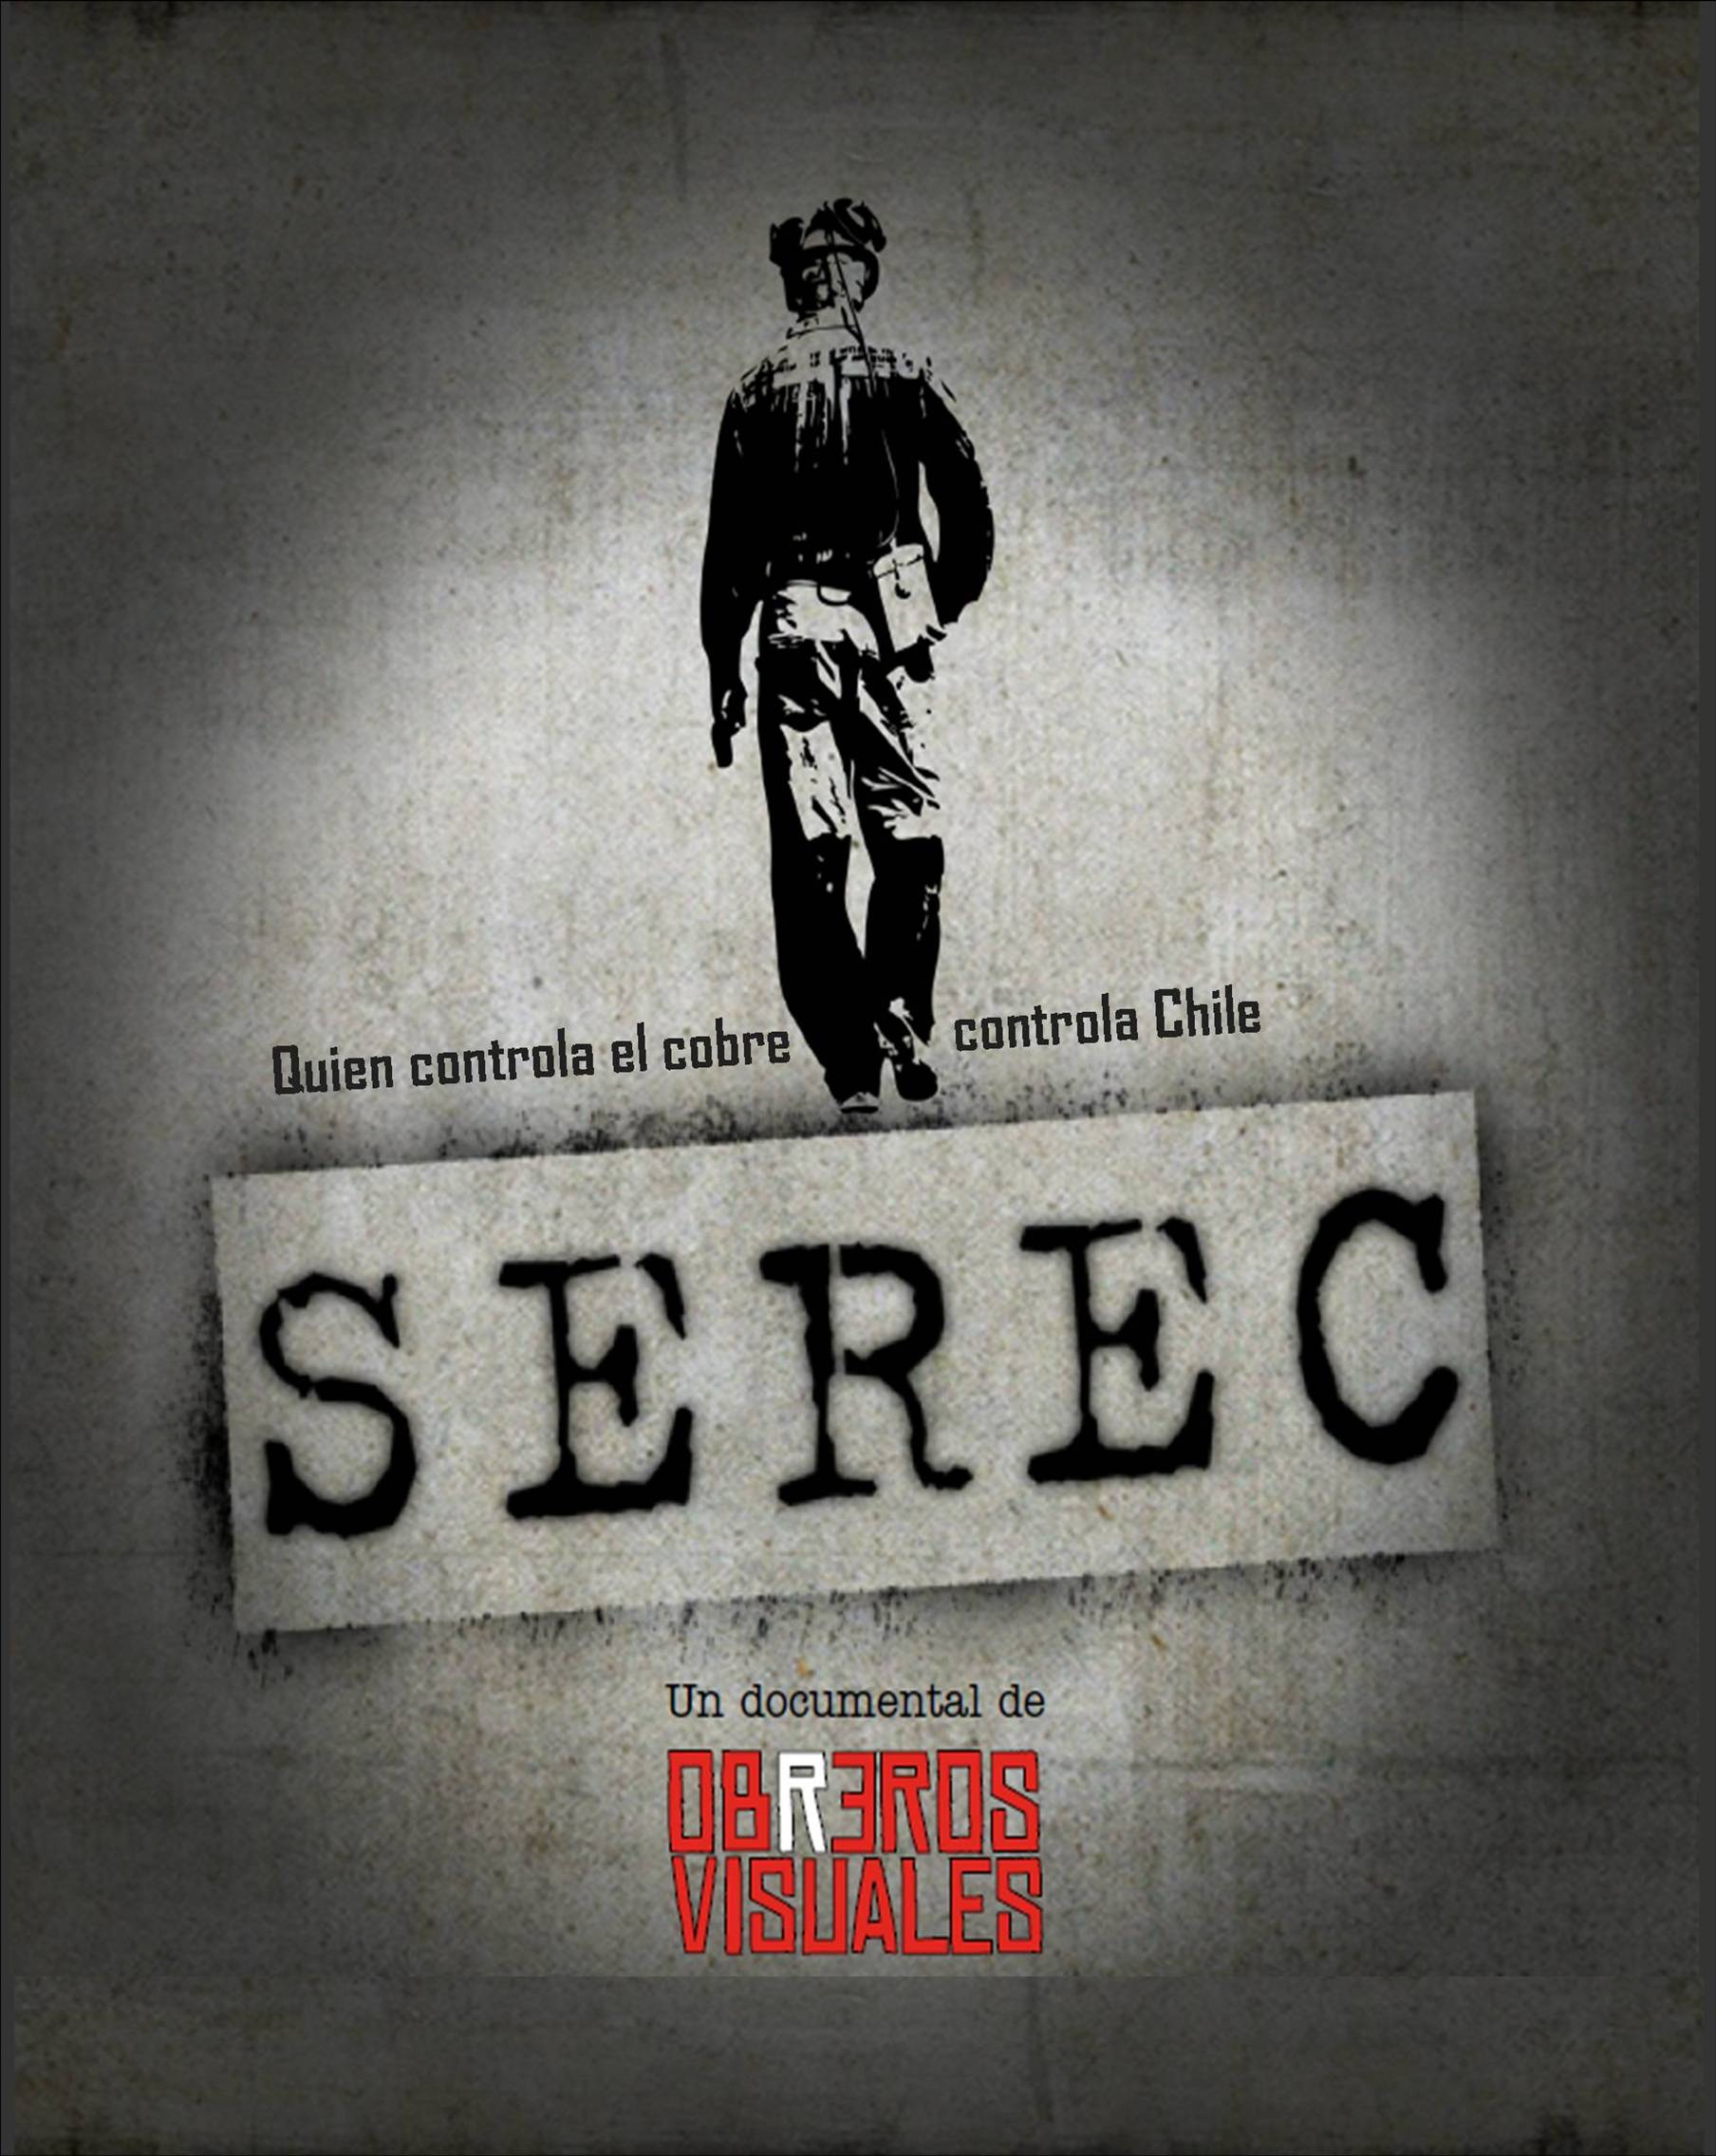 Quien controla el cobre controla Chile
SEREC
Un documental de
OBREROS
VISUALES